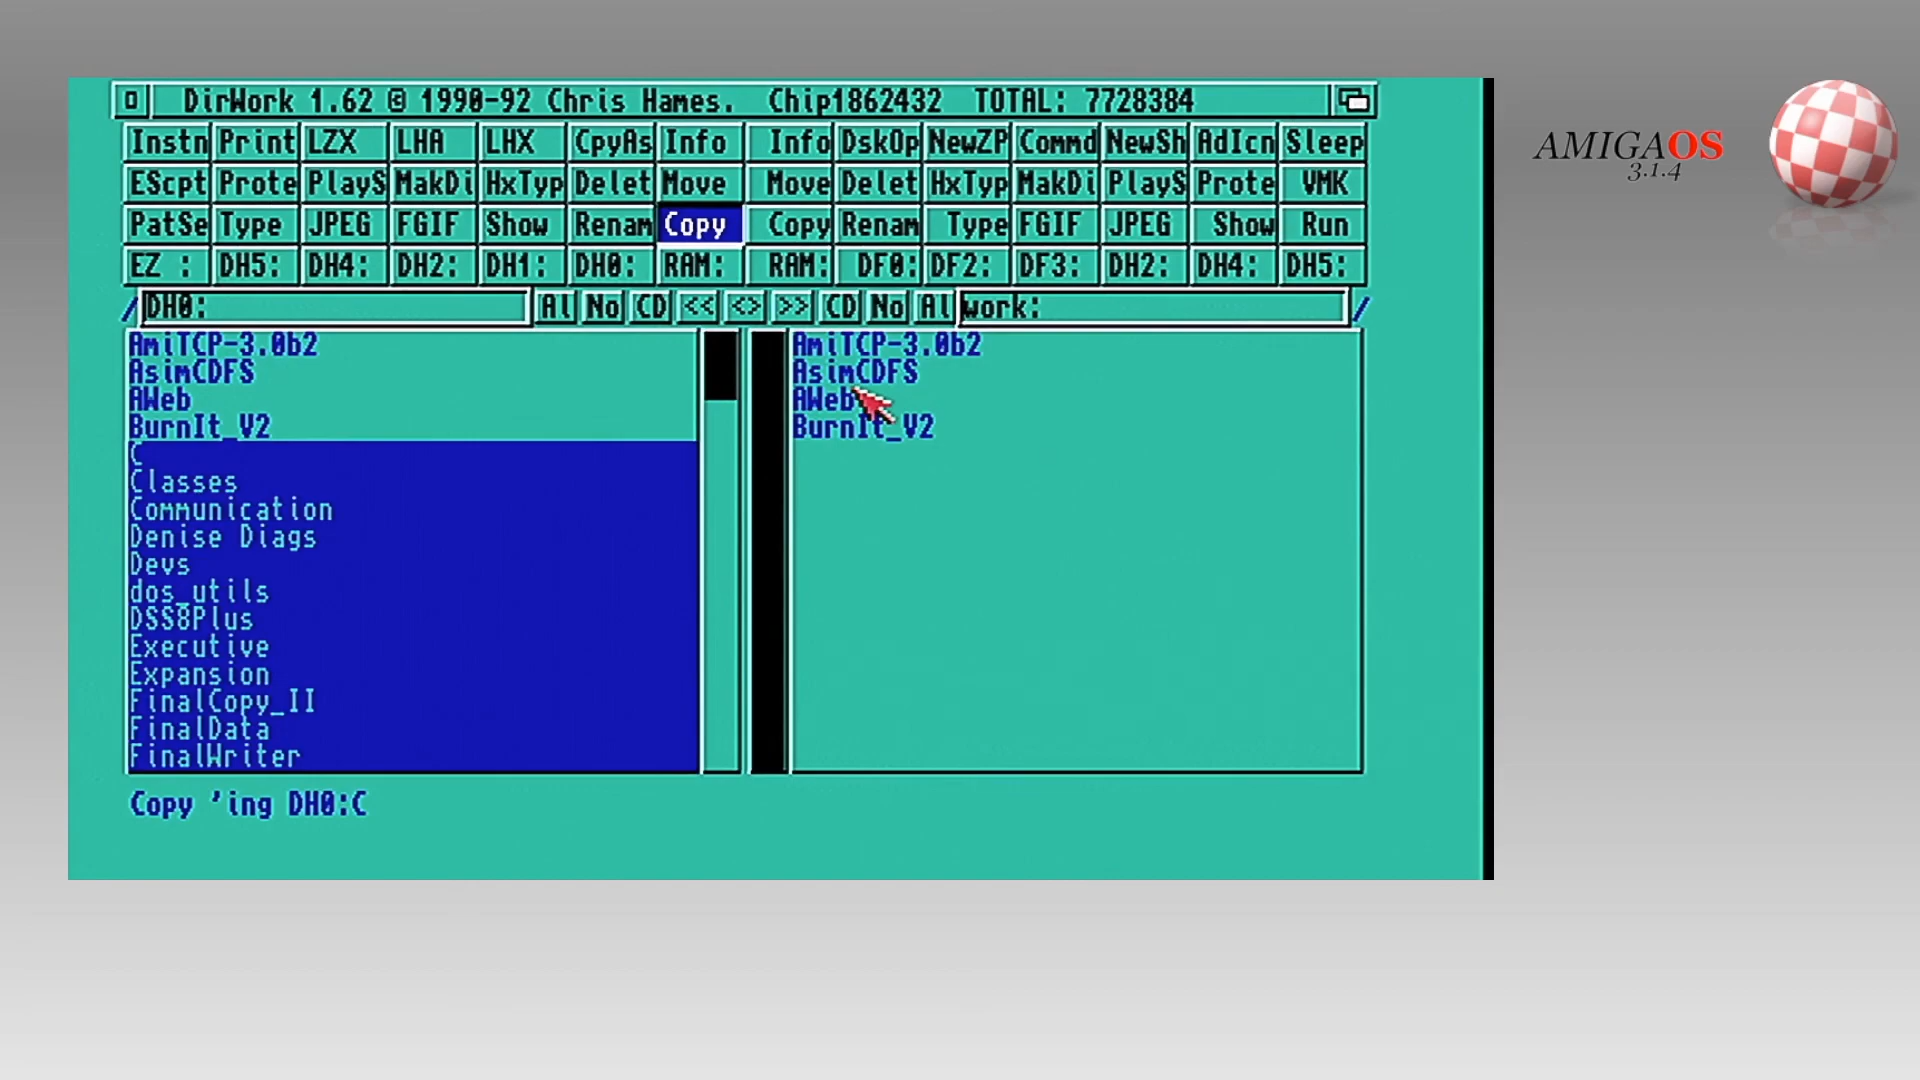 DirWork 1.62 © 1990-92 Chris Hames. Chip1862432 TOTAL: 7728384
Instn Print LZX LHA LHX CpyAs Info Info DskOp NewZP Commd NewSh AdIcn Sleep
EScpt Prote PlayS MakDi HxTyp Delet Move Move Delet HxTyp MakDi PlayS Prote VMK
PatSe Type JPEG FGIF Show Renam Copy Copy Renam Type FGIF JPEG Show Run
EZ : DH5: DH4: DH2: DH1: DH0: RAM: RAM: DF0: DF2: DF3: DH2: DH4: DH5:
/ DH0: Al No CD << <> >> CD No Al work: /
AmiTCP-3.0b2
AsimCDFS
AWeb
BurnIt_V2
C
Classes
Communication
Denise Diags
Devs
dos_utils
DSS8Plus
Executive
Expansion
FinalCopy_II
FinalData
FinalWriter
AmiTCP-3.0b2
AsimCDFS
AWeb
BurnIt_V2
Copy 'ing DH0:C
AMIGAOS
3.1.4